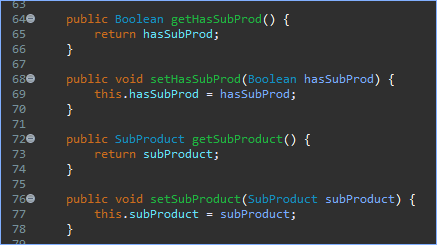 63
64 public Boolean getHasSubProd() {
65 return hasSubProd;
66 }
67
68 public void setHasSubProd(Boolean hasSubProd) {
69 this.hasSubProd = hasSubProd;
70 }
71
72 public SubProduct getSubProduct() {
73 return subProduct;
74 }
75
76 public void setSubProduct(SubProduct subProduct) {
77 this.subProduct = subProduct;
78 }
79